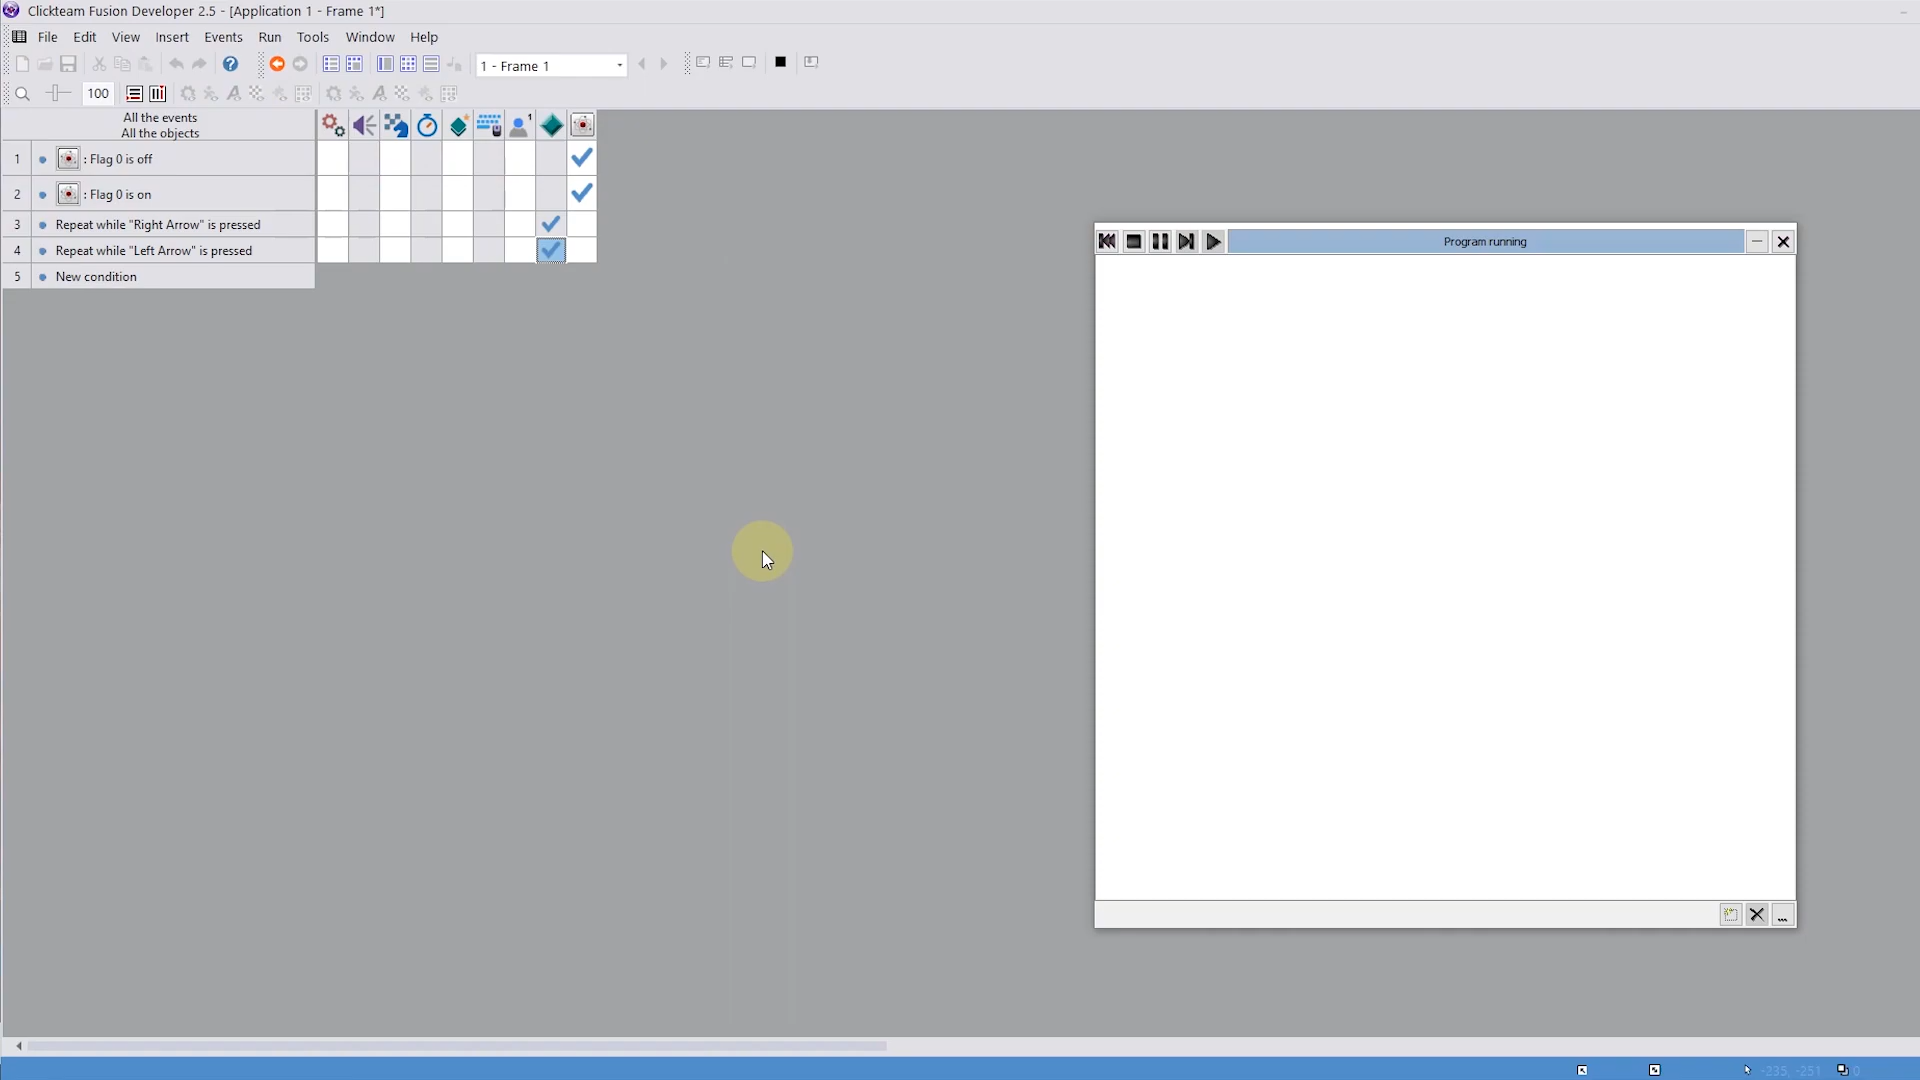 Clickteam Fusion Developer 2.5 - [Application 1 - Frame 1*]
File Edit View Insert Events Run Tools Window Help
1 - Frame 1
100
All the events
All the objects
1 : Flag 0 is off
2 : Flag 0 is on
3 Repeat while "Right Arrow" is pressed
4 Repeat while "Left Arrow" is pressed
5 New condition
Program running
...
-235, -251 0